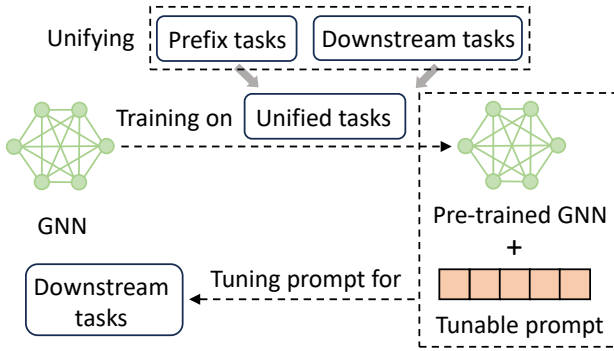 Unifying
Prefix tasks
Downstream tasks
Training on
Unified tasks
GNN
Pre-trained GNN
+
Tunable prompt
Tuning prompt for
Downstream
tasks